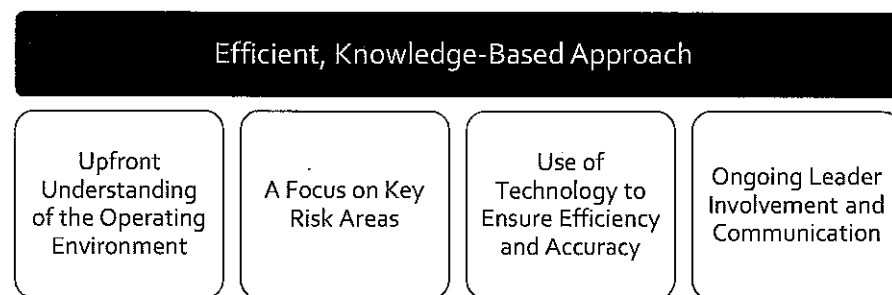 Efficient, Knowledge-Based Approach
Upfront
Understanding
of the Operating
Environment
A Focus on Key
Risk Areas
Use of
Technology to
Ensure Efficiency
and Accuracy
Ongoing Leader
Involvement and
Communication